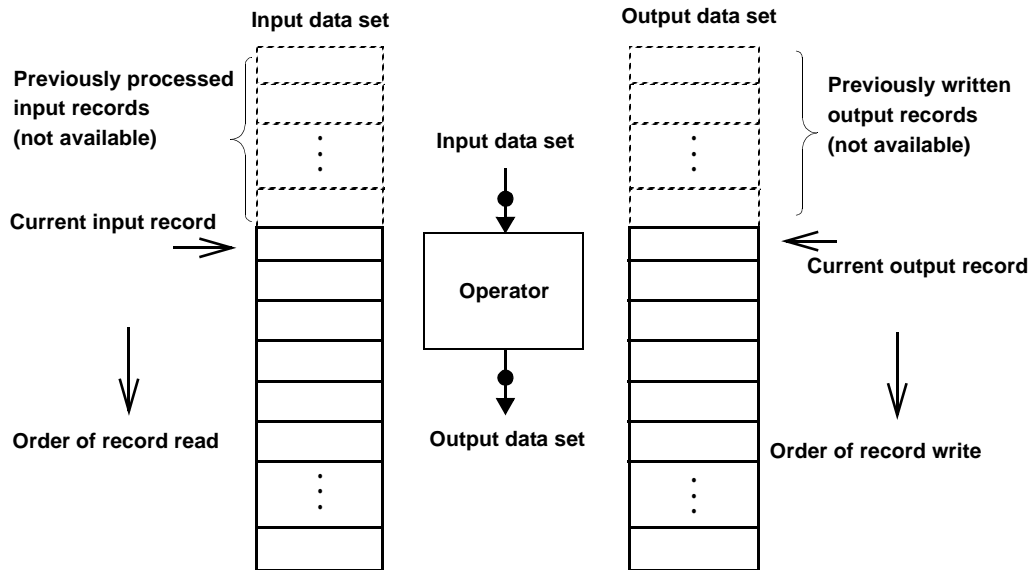 Input data set
Output data set
Previously processed
input records
(not available)
Previously written
output records
(not available)
Input data set
Current input record
Operator
Current output record
Order of record read
Output data set
Order of record write